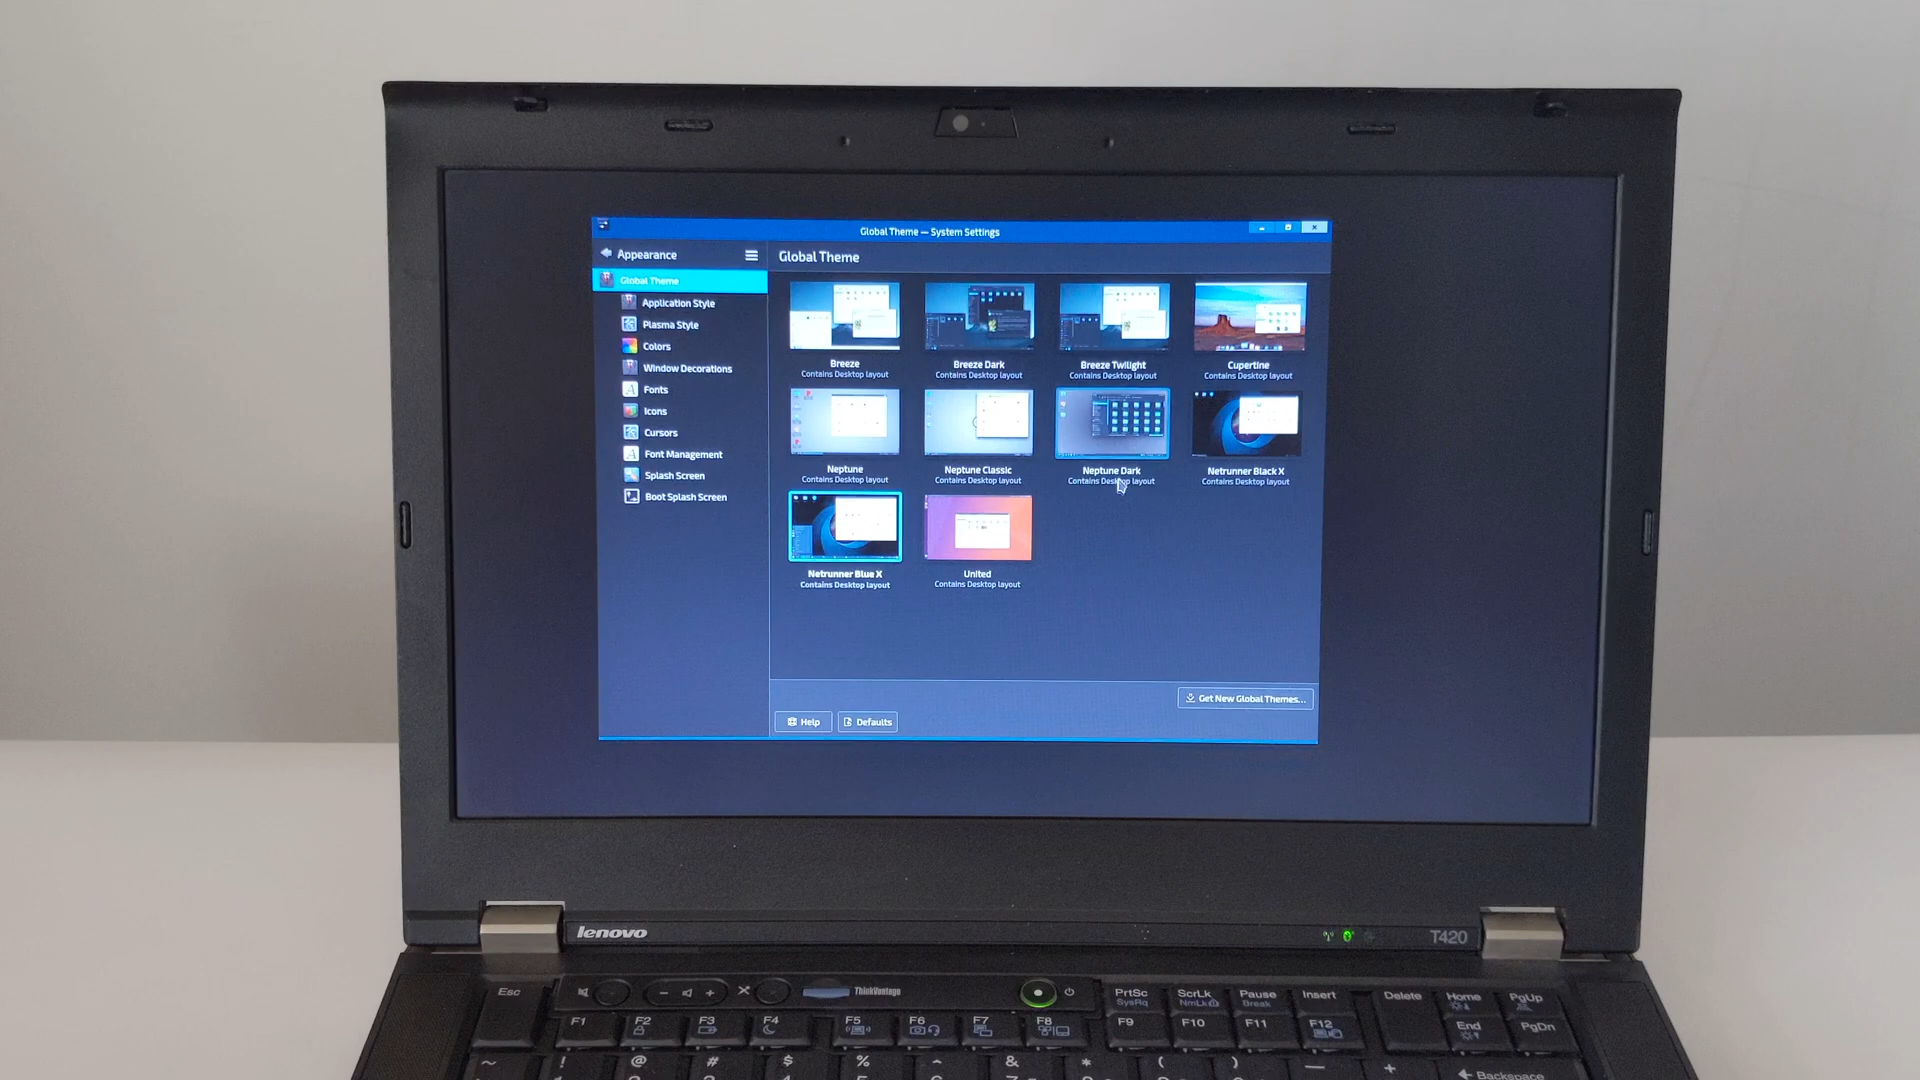 Global Theme — System Settings
Appearance
Global Theme
Global Theme
Application Style
Plasma Style
Colors
Window Decorations
Fonts
Icons
Cursors
Font Management
Splash Screen
Boot Splash Screen
Breeze
Contains Desktop layout
Breeze Dark
Contains Desktop layout
Breeze Twilight
Contains Desktop layout
Cupertine
Contains Desktop layout
Neptune
Contains Desktop layout
Neptune Classic
Contains Desktop layout
Neptune Dark
Contains Desktop layout
Netrunner Black X
Contains Desktop layout
Netrunner Blue X
Contains Desktop layout
United
Contains Desktop layout
Get New Global Themes...
Help
Defaults
lenovo
T420
Esc
ThinkVantage
PrtSc
SysRq
ScrLk
NmLk
Pause
Break
Insert
Delete
Home
PgUp
F1
F2
F3
F4
F5
F6
F7
F8
F9
F10
F11
F12
End
PgDn
~
!
@
#
$
%
^
&
*
(
)
—
+
Backspace